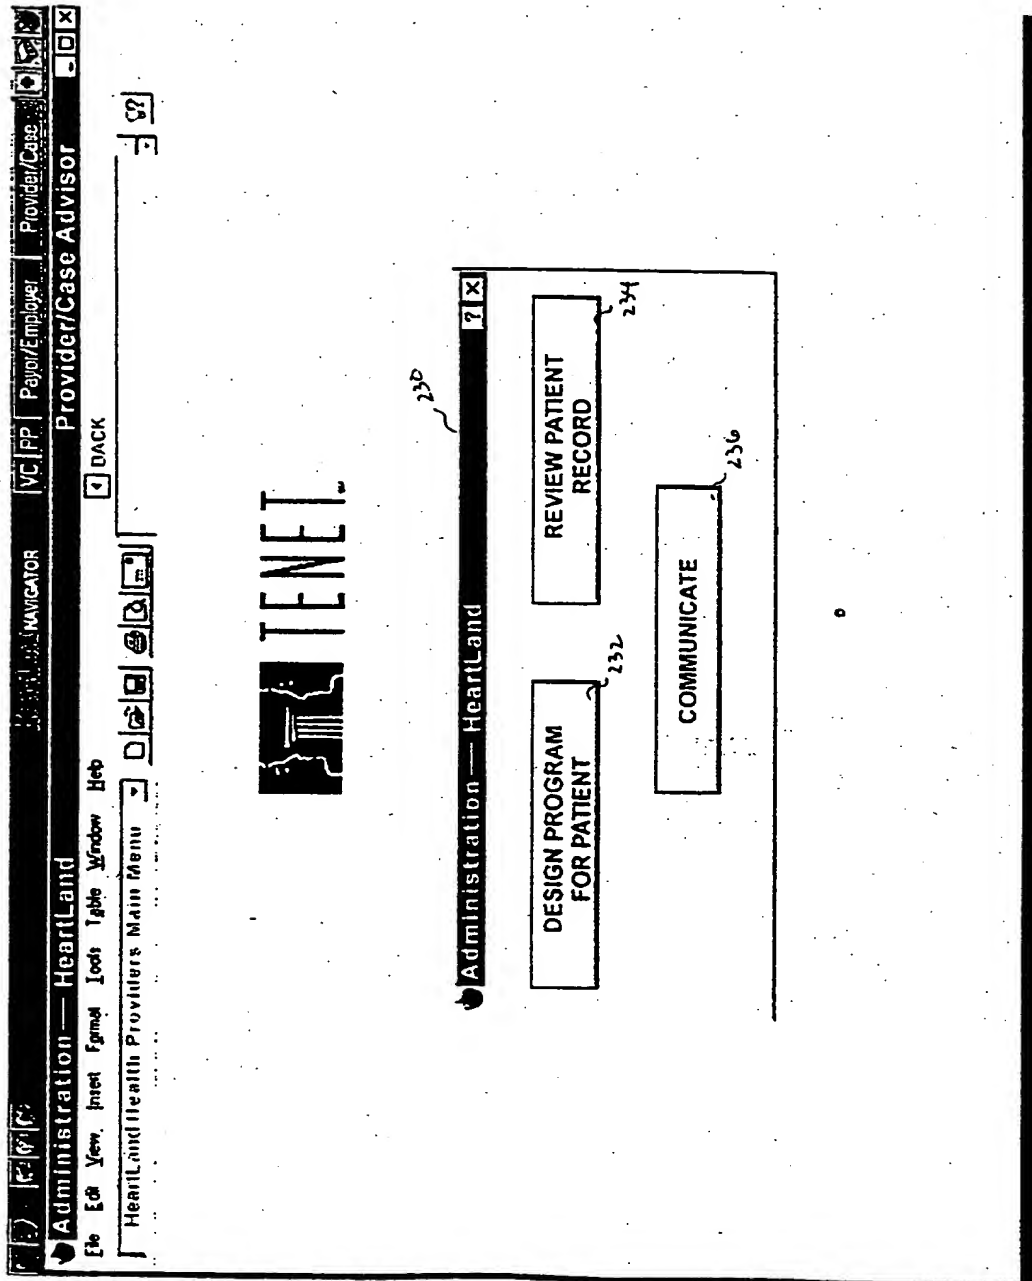 NAVIGATOR VC PP Payor/Employer Provider/Case
Administration — HeartLand Provider/Case Advisor
File Edit View Insert Format Tools Table Window Help
BACK
HeartLand Health Providers Main Menu
TENET
230
Administration — HeartLand ? X
DESIGN PROGRAM
FOR PATIENT
232
REVIEW PATIENT
RECORD
234
COMMUNICATE
236